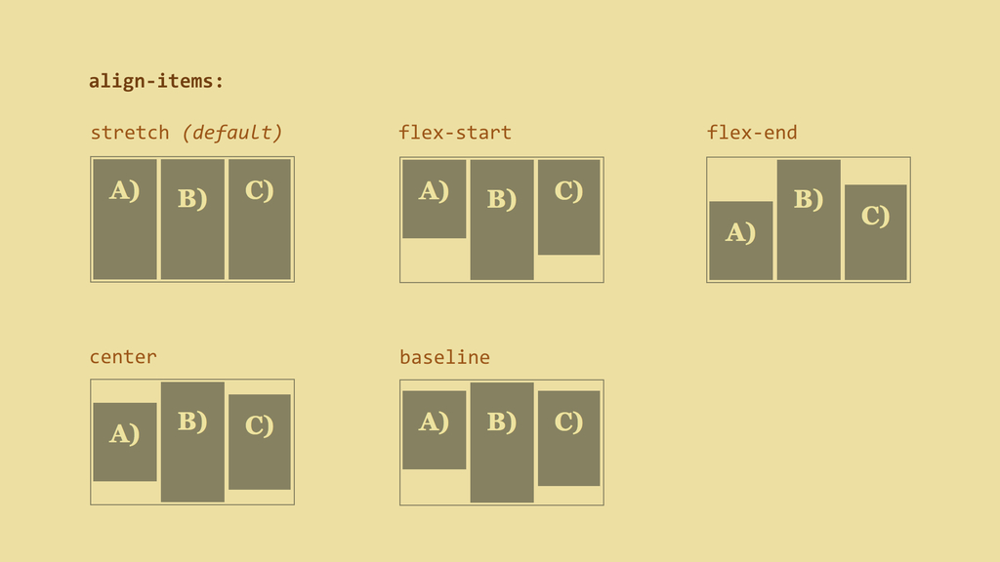 align-items:
stretch (default)
flex-start
flex-end
A) B) C)
A) B) C)
A) B) C)
center
baseline
A) B) C)
A) B) C)